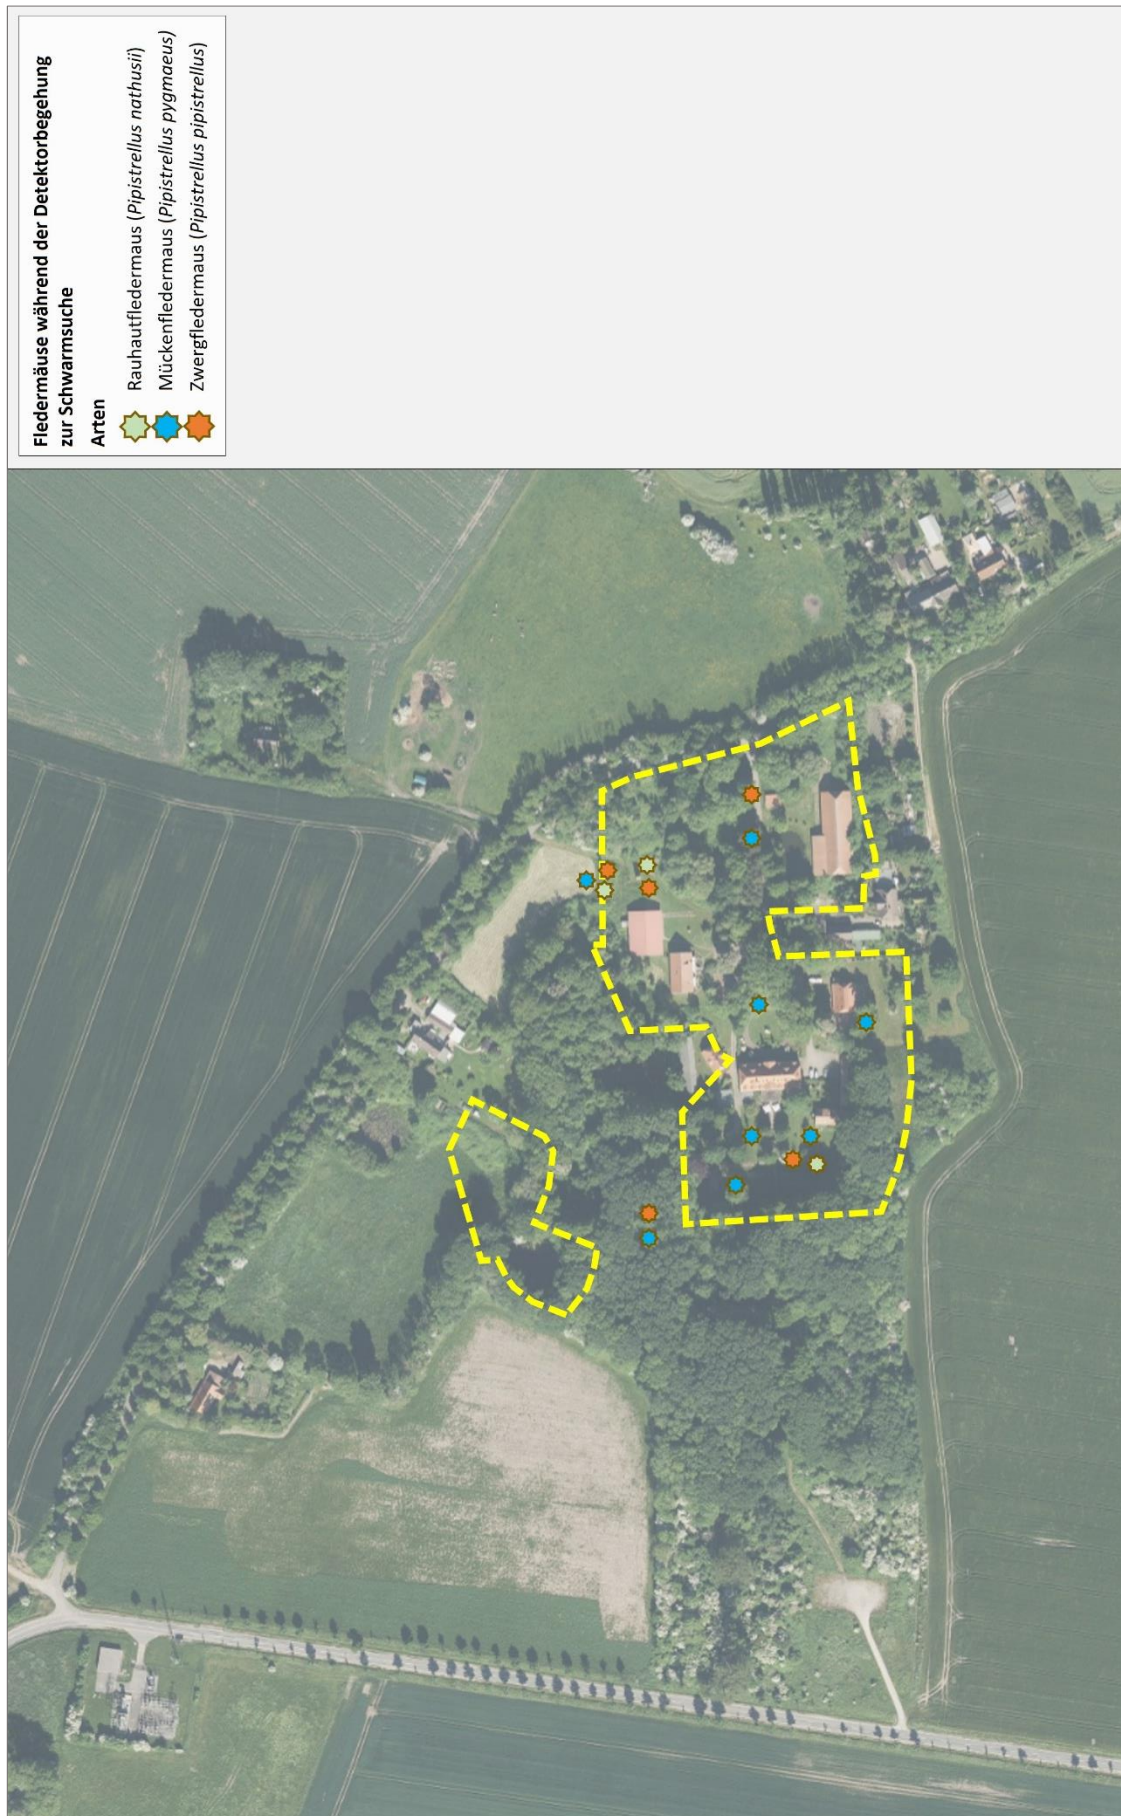 Fledermäuse während der Detektorbegehung
zur Schwarmsuche
Arten
Rauhautfledermaus (Pipistrellus nathusii)
Mückenfledermaus (Pipistrellus pygmaeus)
Zwergfledermaus (Pipistrellus pipistrellus)